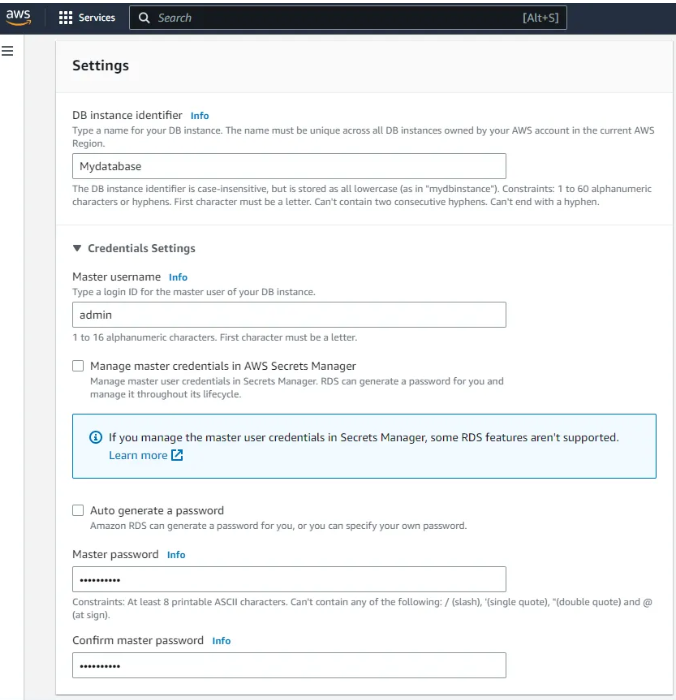 aws Services Search [Alt+S]
Settings
DB instance identifier Info
Type a name for your DB instance. The name must be unique across all DB instances owned by your AWS account in the current AWS
Region.
Mydatabase
The DB instance identifier is case-insensitive, but is stored as all lowercase (as in "mydbinstance"). Constraints: 1 to 60 alphanumeric
characters or hyphens. First character must be a letter. Can't contain two consecutive hyphens. Can't end with a hyphen.
▼ Credentials Settings
Master username Info
Type a login ID for the master user of your DB instance.
admin
1 to 16 alphanumeric characters. First character must be a letter.
Manage master credentials in AWS Secrets Manager
Manage master user credentials in Secrets Manager. RDS can generate a password for you and
manage it throughout its lifecycle.
If you manage the master user credentials in Secrets Manager, some RDS features aren't supported.
Learn more
Auto generate a password
Amazon RDS can generate a password for you, or you can specify your own password.
Master password Info
••••••••••
Constraints: At least 8 printable ASCII characters. Can't contain any of the following: / (slash), '(single quote), "(double quote) and @
(at sign).
Confirm master password Info
••••••••••